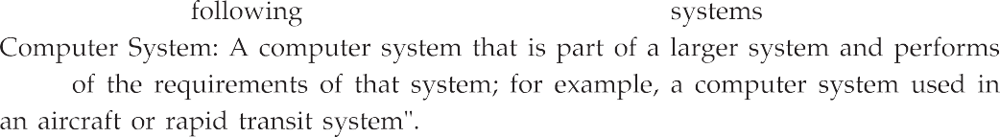 following systems
Computer System: A computer system that is part of a larger system and performs
of the requirements of that system; for example, a computer system used in
an aircraft or rapid transit system".